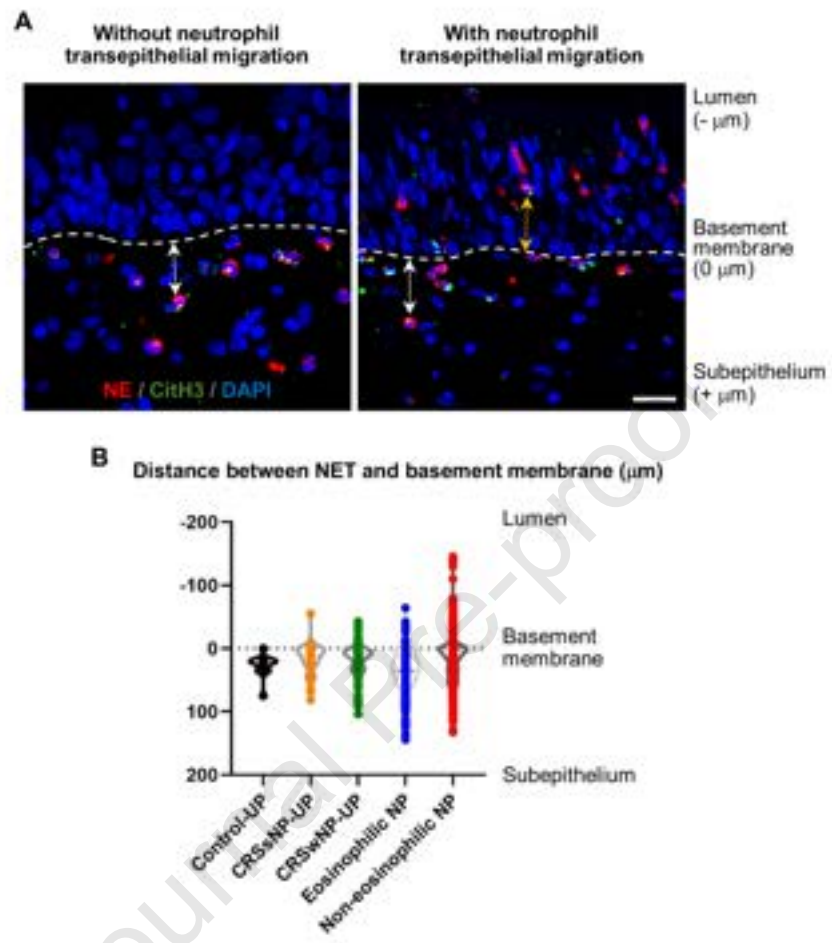 A
Without neutrophil
transepithelial migration
With neutrophil
transepithelial migration
Lumen
(- μm)
Basement
membrane
(0 μm)
Subepithelium
(+ μm)
NE / CitH3 / DAPI
B
Distance between NET and basement membrane (μm)
-200
-100
0
100
200
Lumen
Basement
membrane
Subepithelium
Control-UP
CRSsNP-UP
CRSwNP-UP
Eosinophilic NP
Non-eosinophilic NP
Journal Pre-proof